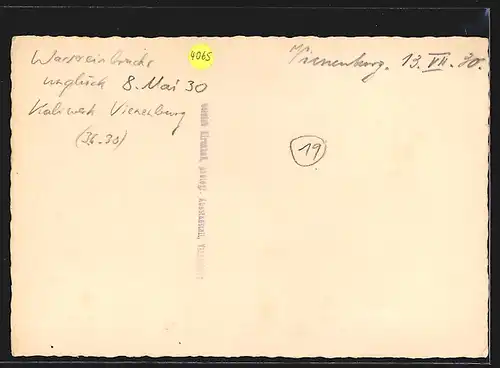 Wassereinbruchs
unglück 8. Mai 30
Kaliwerk Vienenburg
(36-30)
4065
Vienenburg. 13. VII. 30.
19